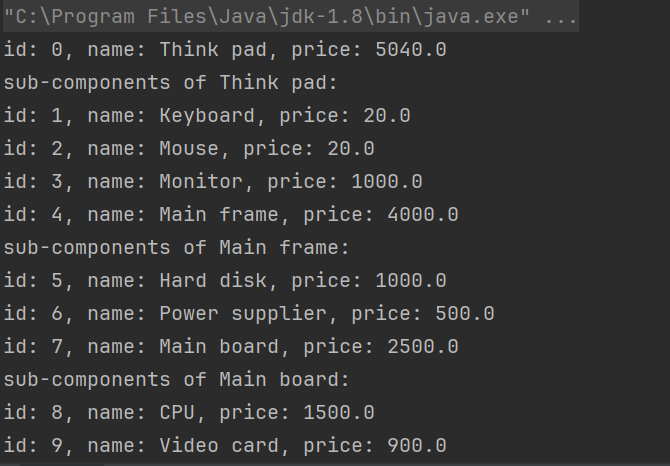 "C:\Program Files\Java\jdk-1.8\bin\java.exe" ...
id: 0, name: Think pad, price: 5040.0
sub-components of Think pad:
id: 1, name: Keyboard, price: 20.0
id: 2, name: Mouse, price: 20.0
id: 3, name: Monitor, price: 1000.0
id: 4, name: Main frame, price: 4000.0
sub-components of Main frame:
id: 5, name: Hard disk, price: 1000.0
id: 6, name: Power supplier, price: 500.0
id: 7, name: Main board, price: 2500.0
sub-components of Main board:
id: 8, name: CPU, price: 1500.0
id: 9, name: Video card, price: 900.0